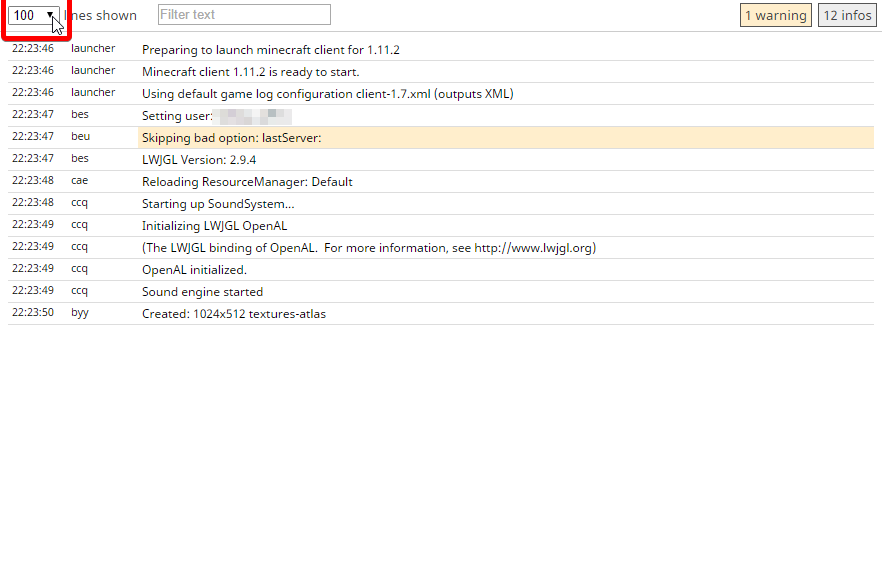 100 lines shown Filter text 1 warning 12 infos
22:23:46 launcher Preparing to launch minecraft client for 1.11.2
22:23:46 launcher Minecraft client 1.11.2 is ready to start.
22:23:46 launcher Using default game log configuration client-1.7.xml (outputs XML)
22:23:47 bes Setting user:
22:23:47 beu Skipping bad option: lastServer:
22:23:47 bes LWJGL Version: 2.9.4
22:23:48 cae Reloading ResourceManager: Default
22:23:48 ccq Starting up SoundSystem...
22:23:49 ccq Initializing LWJGL OpenAL
22:23:49 ccq (The LWJGL binding of OpenAL.  For more information, see http://www.lwjgl.org)
22:23:49 ccq OpenAL initialized.
22:23:49 ccq Sound engine started
22:23:50 byy Created: 1024x512 textures-atlas